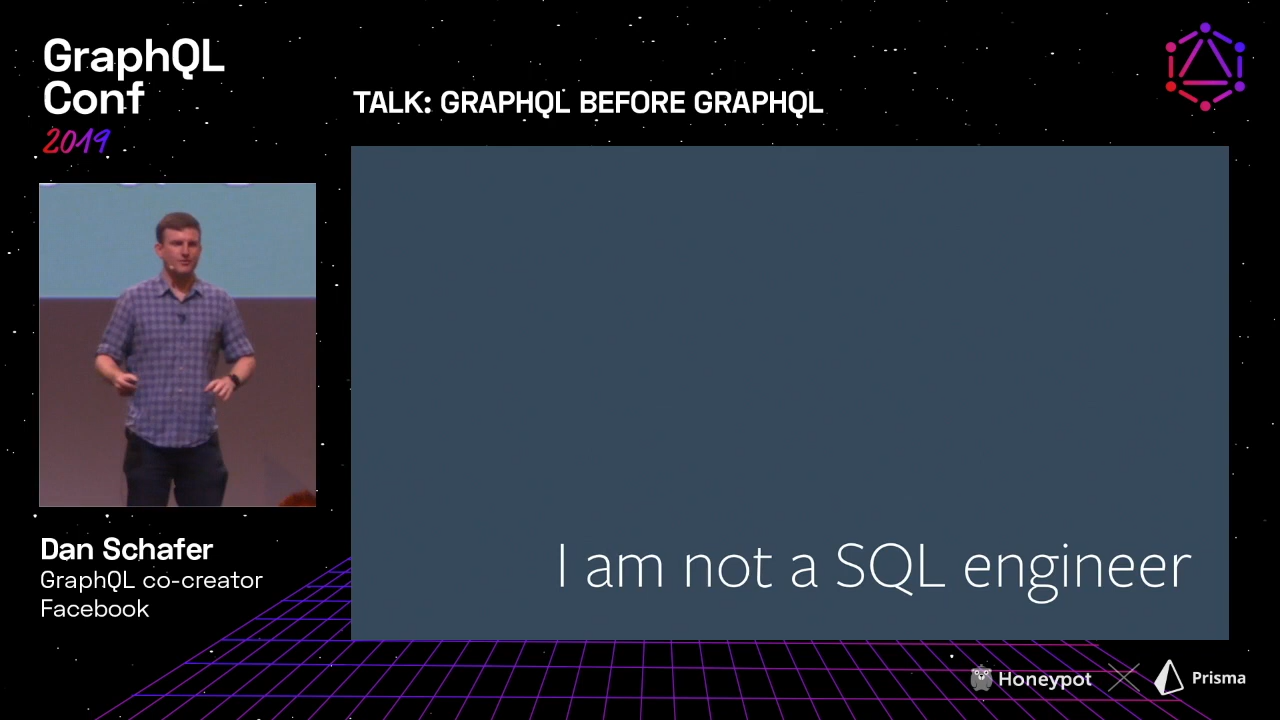 GraphQL
Conf
2019
TALK: GRAPHQL BEFORE GRAPHQL
I am not a SQL engineer
Dan Schafer
GraphQL co-creator
Facebook
Honeypot
Prisma